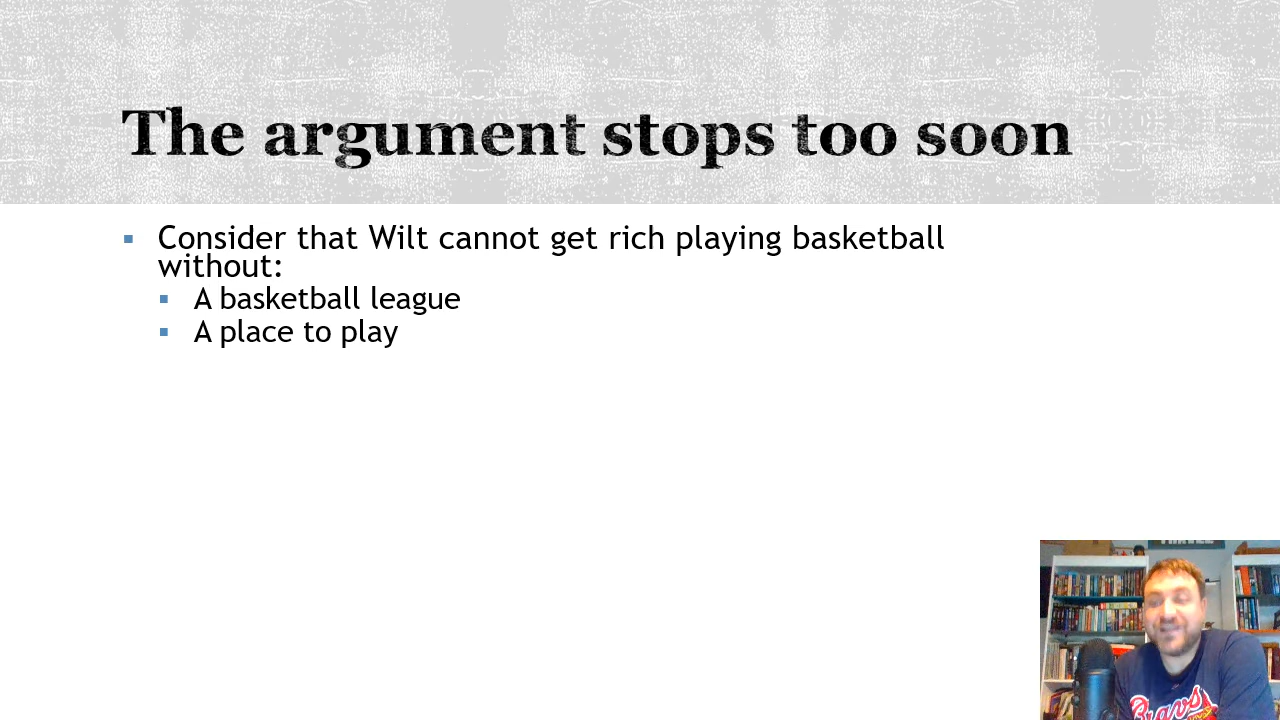 The argument stops too soon
Consider that Wilt cannot get rich playing basketball
without:
A basketball league
A place to play
Braves